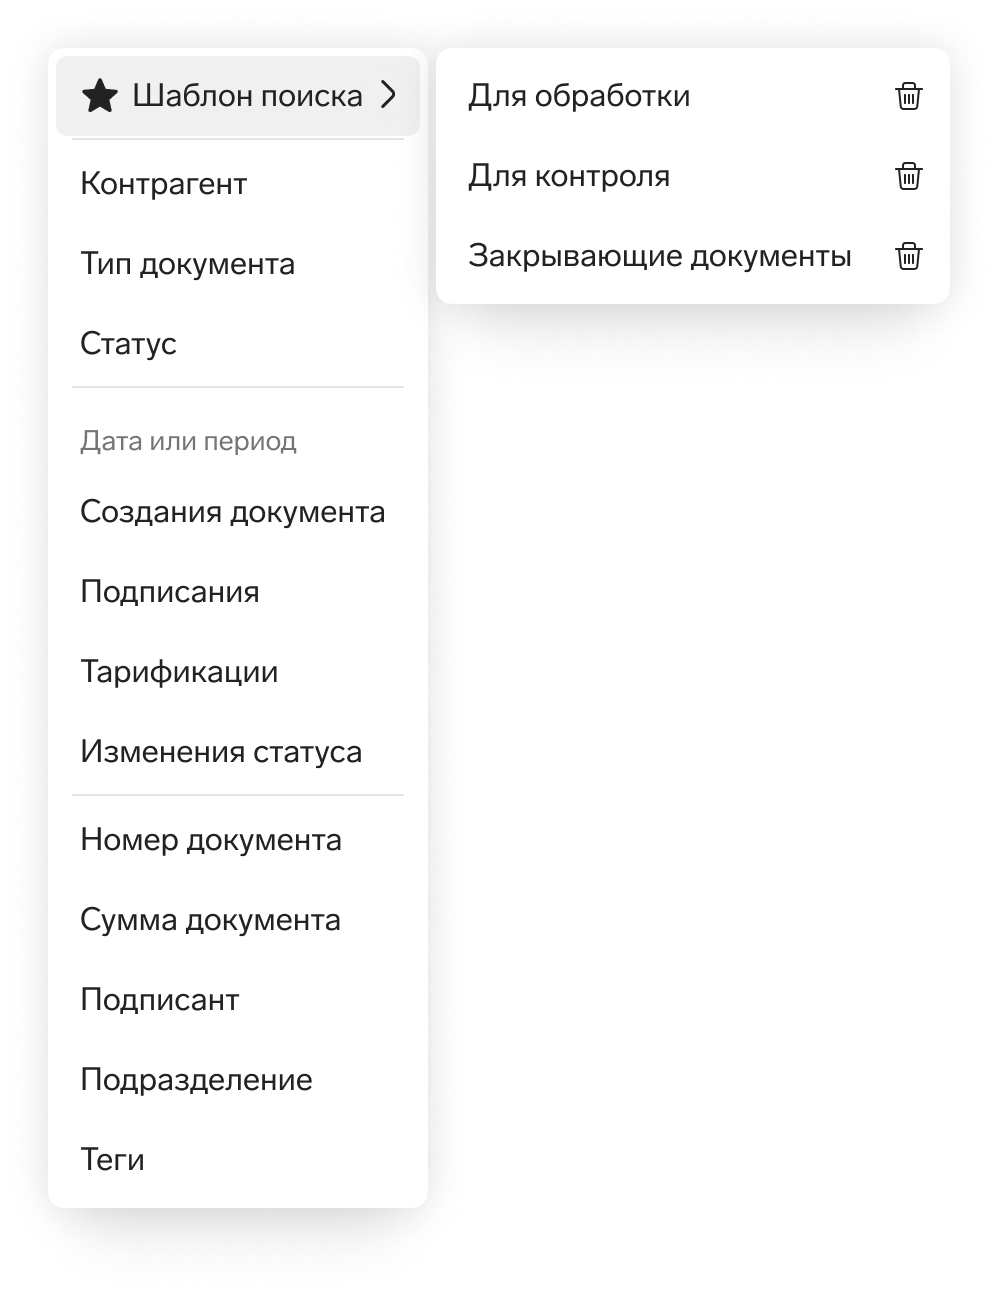 Шаблон поиска
Контрагент
Тип документа
Статус
Дата или период
Создания документа
Подписания
Тарификации
Изменения статуса
Номер документа
Сумма документа
Подписант
Подразделение
Теги
Для обработки
Для контроля
Закрывающие документы